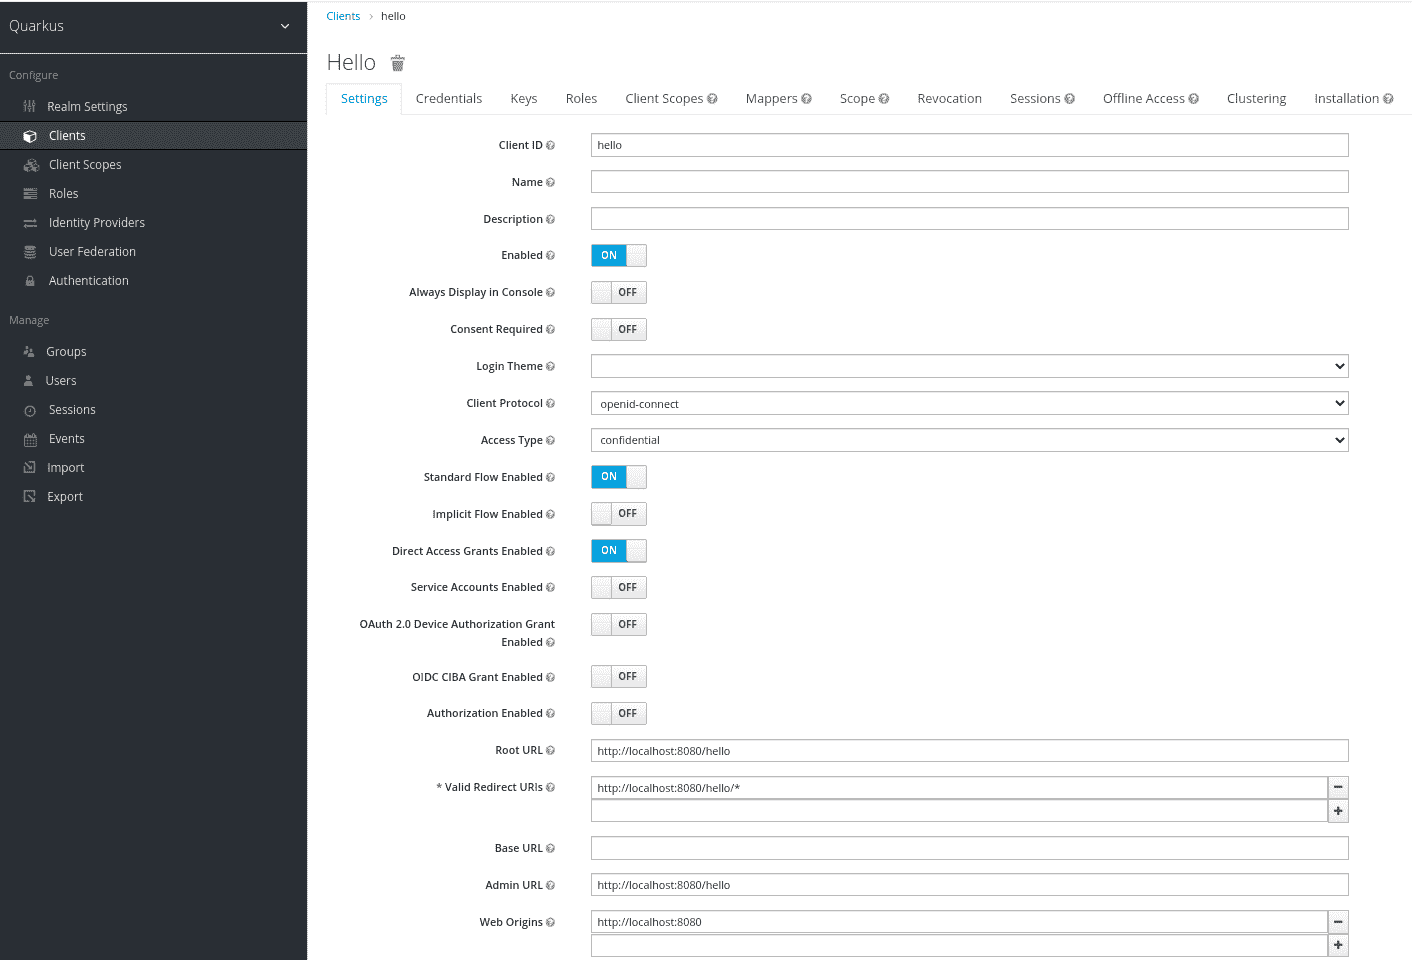 Quarkus
Configure
Realm Settings
Clients
Client Scopes
Roles
Identity Providers
User Federation
Authentication
Manage
Groups
Users
Sessions
Events
Import
Export
Clients › hello
Hello
Settings Credentials Keys Roles Client Scopes Mappers Scope Revocation Sessions Offline Access Clustering Installation
Client ID hello
Name
Description
Enabled ON
Always Display in Console OFF
Consent Required OFF
Login Theme
Client Protocol openid-connect
Access Type confidential
Standard Flow Enabled ON
Implicit Flow Enabled OFF
Direct Access Grants Enabled ON
Service Accounts Enabled OFF
OAuth 2.0 Device Authorization Grant OFF
Enabled
OIDC CIBA Grant Enabled OFF
Authorization Enabled OFF
Root URL http://localhost:8080/hello
* Valid Redirect URIs http://localhost:8080/hello/*
Base URL
Admin URL http://localhost:8080/hello
Web Origins http://localhost:8080